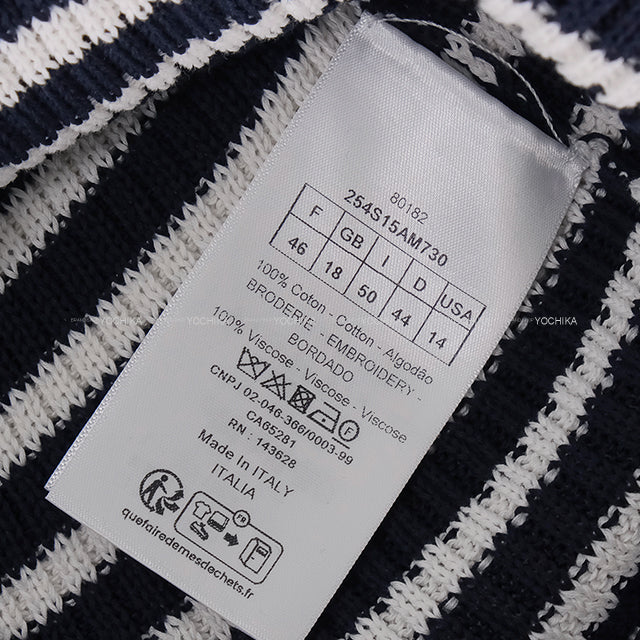 80182
254S15AM730
F GB I D USA
46 18 50 44 14
100% Coton - Cotton - Algodão
BRODERIE - EMBROIDERY -
BORDADO
100% Viscose - Viscose - Viscose
CNPJ 02.046.366/0003-99
CA65281
RN : 143628
Made In ITALY
ITALIA
FR
quefairedemesdechets.fr
YOCHIKA
YOCHIKA